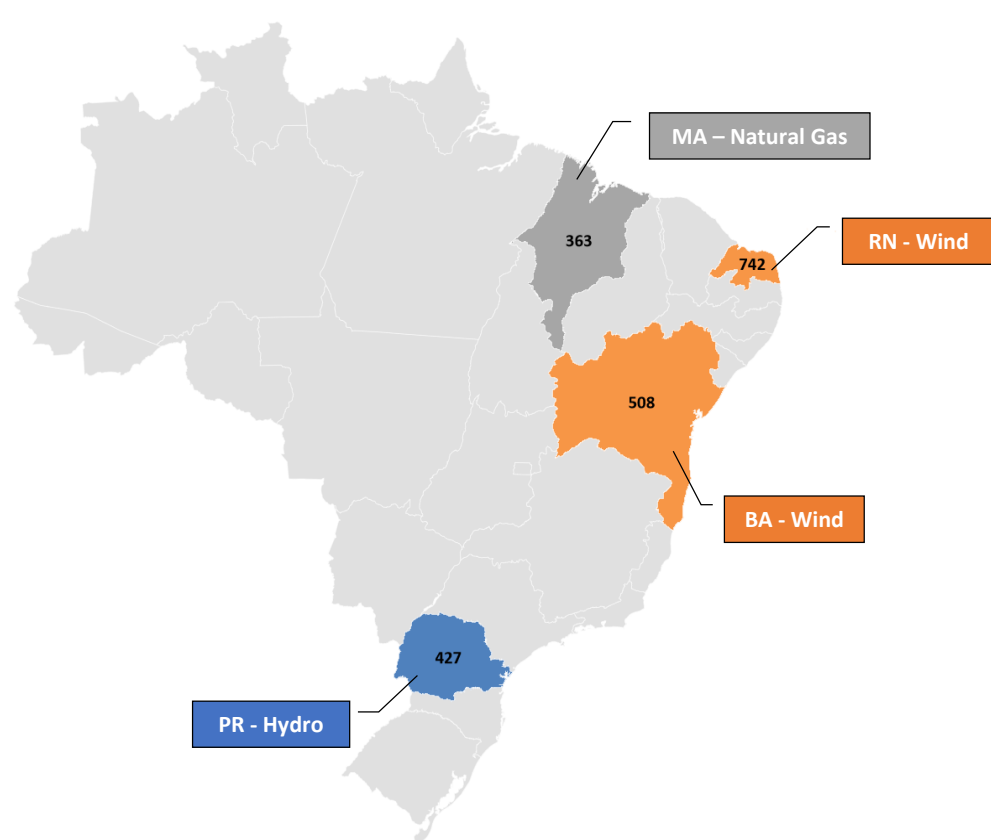 MA – Natural Gas
363
RN - Wind
742
508
BA - Wind
427
PR - Hydro